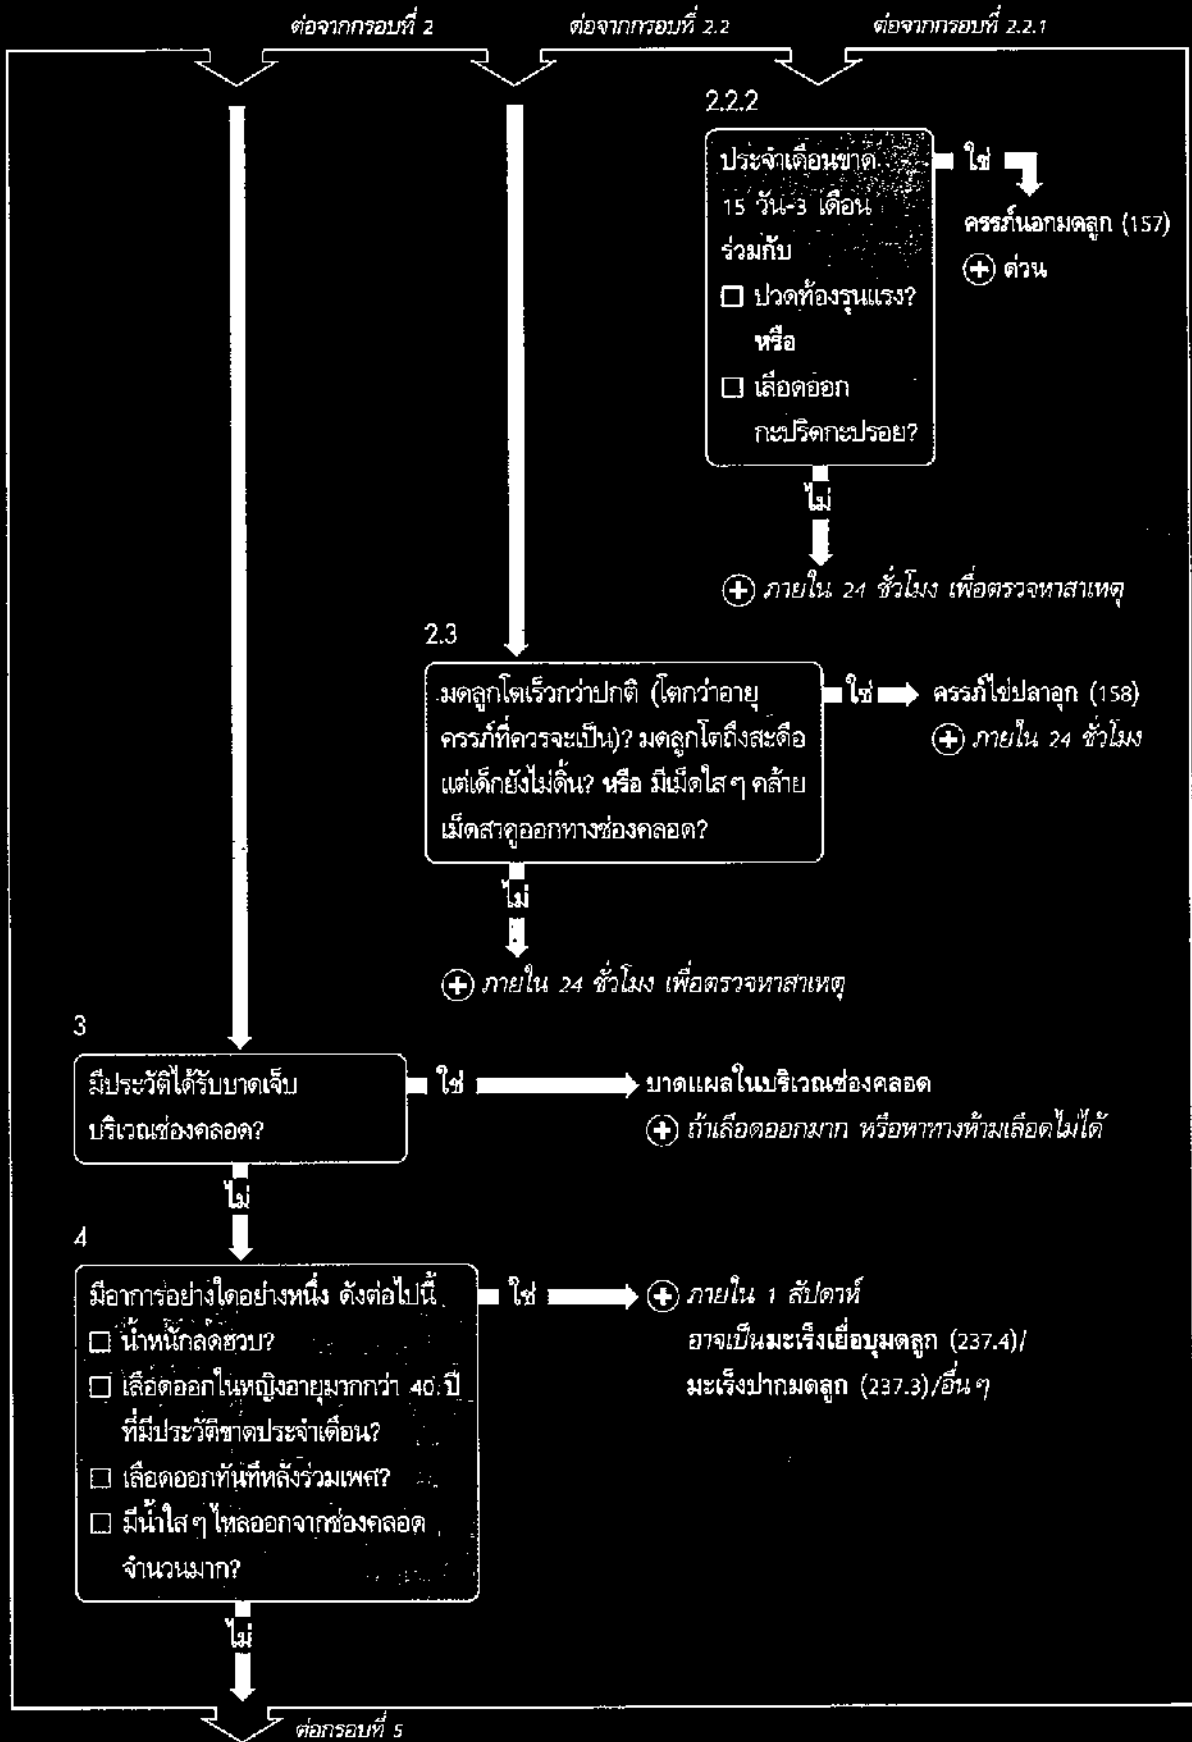 ต่อจากกรอบที่ 2
ต่อจากกรอบที่ 2.2
ต่อจากกรอบที่ 2.2.1
2.2.2
ประจำเดือนขาด
15 วัน-3 เดือน
ร่วมกับ
ปวดท้องรุนแรง?
หรือ
เลือดออก
กะปริดกะปรอย?
ใช่
ครรภ์นอกมดลูก (157)
ด่วน
ไม่
ภายใน 24 ชั่วโมง เพื่อตรวจหาสาเหตุ
2.3
มดลูกโตเร็วกว่าปกติ (โตกว่าอายุ
ครรภ์ที่ควรจะเป็น)? มดลูกโตถึงสะดือ
แต่เด็กยังไม่ดิ้น? หรือ มีเม็ดใสๆ คล้าย
เม็ดสาคูออกทางช่องคลอด?
ใช่
ครรภ์ไข่ปลาอุก (158)
ภายใน 24 ชั่วโมง
ไม่
ภายใน 24 ชั่วโมง เพื่อตรวจหาสาเหตุ
3
มีประวัติได้รับบาดเจ็บ
บริเวณช่องคลอด?
ใช่
บาดแผลในบริเวณช่องคลอด
ถ้าเลือดออกมาก หรือหาทางห้ามเลือดไม่ได้
ไม่
4
มีอาการอย่างใดอย่างหนึ่ง ดังต่อไปนี้
น้ำหนักลดฮวบ?
เลือดออกในหญิงอายุมากกว่า 40 ปี
ที่มีประวัติขาดประจำเดือน?
เลือดออกทันทีหลังร่วมเพศ?
มีน้ำใสๆ ไหลออกจากช่องคลอด
จำนวนมาก?
ใช่
ภายใน 1 สัปดาห์
อาจเป็นมะเร็งเยื่อบุมดลูก (237.4)/
มะเร็งปากมดลูก (237.3)/อื่นๆ
ไม่
ต่อกรอบที่ 5